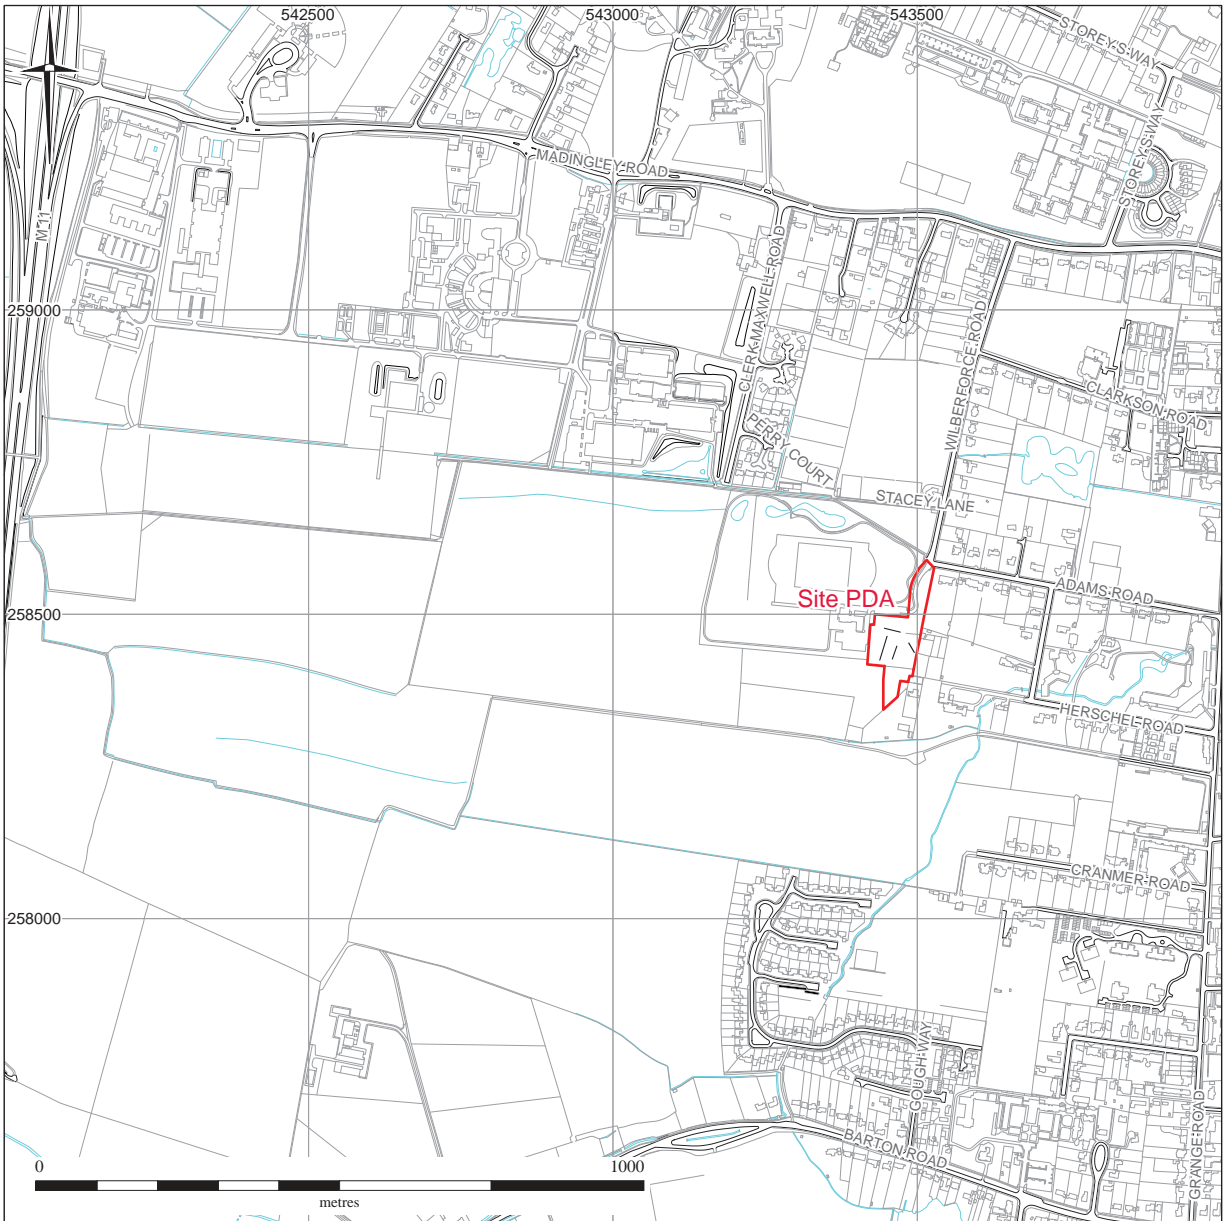 542500
543000
543500
STOREY'S WAY
STOREY'S WAY
MADINGLEY ROAD
M 11
CLERK MAXWELL ROAD
259000
WILBERFORCE ROAD
CLARKSON ROAD
PERRY COURT
STACEY LANE
ADAMS ROAD
Site PDA
258500
HERSCHEL ROAD
CRANMER ROAD
258000
GOUGH WAY
BARTON ROAD
GRANGE ROAD
0
1000
metres